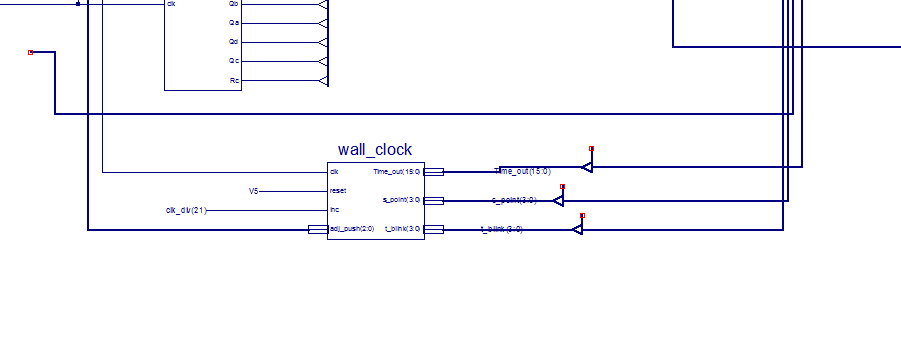 clk
Qb
Qa
Qd
Qc
Rc
wall_clock
clk
Time_out(15:0)
Time_out(15:0)
V5
reset
s_point(3:0)
s_point(3:0)
clk_div(21)
inc
adj_push(2:0)
t_blink(3:0)
t_blink(3:0)